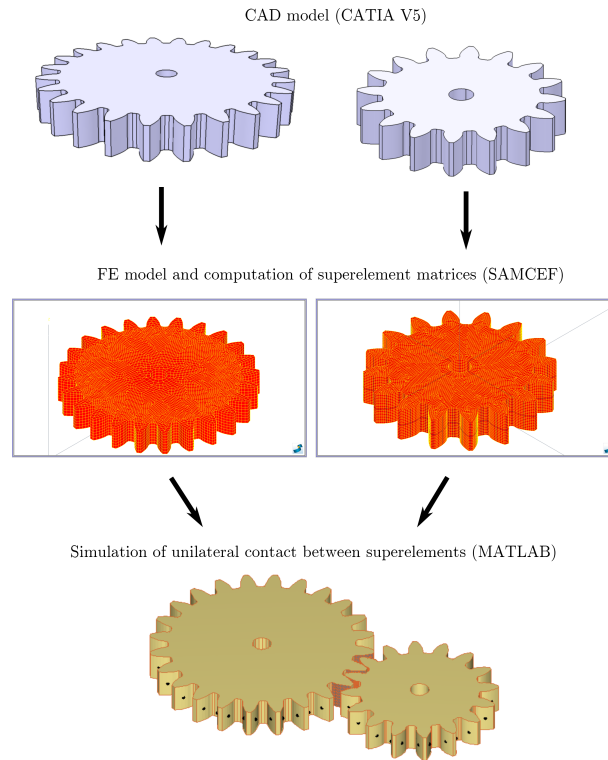 CAD model (CATIA V5)
FE model and computation of superelement matrices (SAMCEF)
Simulation of unilateral contact between superelements (MATLAB)